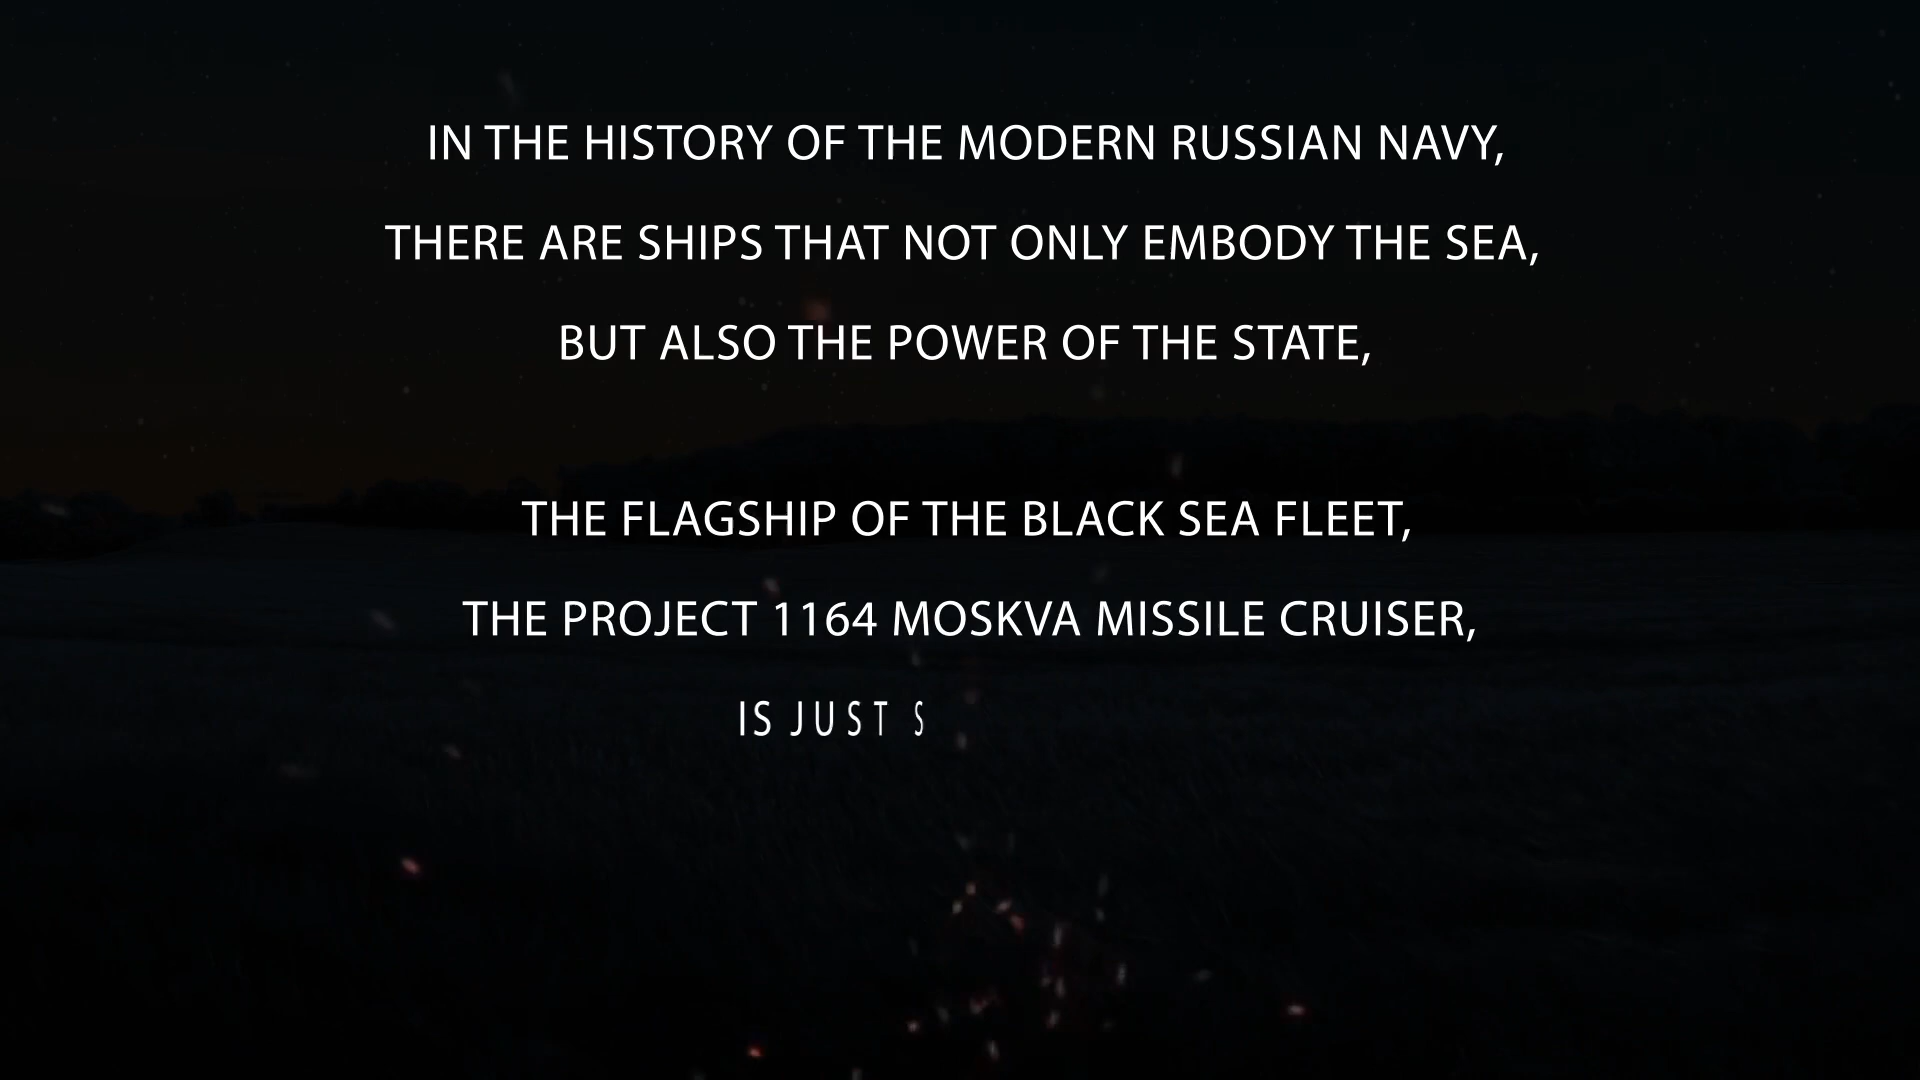 IN THE HISTORY OF THE MODERN RUSSIAN NAVY,
THERE ARE SHIPS THAT NOT ONLY EMBODY THE SEA,
BUT ALSO THE POWER OF THE STATE,
THE FLAGSHIP OF THE BLACK SEA FLEET,
THE PROJECT 1164 MOSKVA MISSILE CRUISER,
IS JUST S